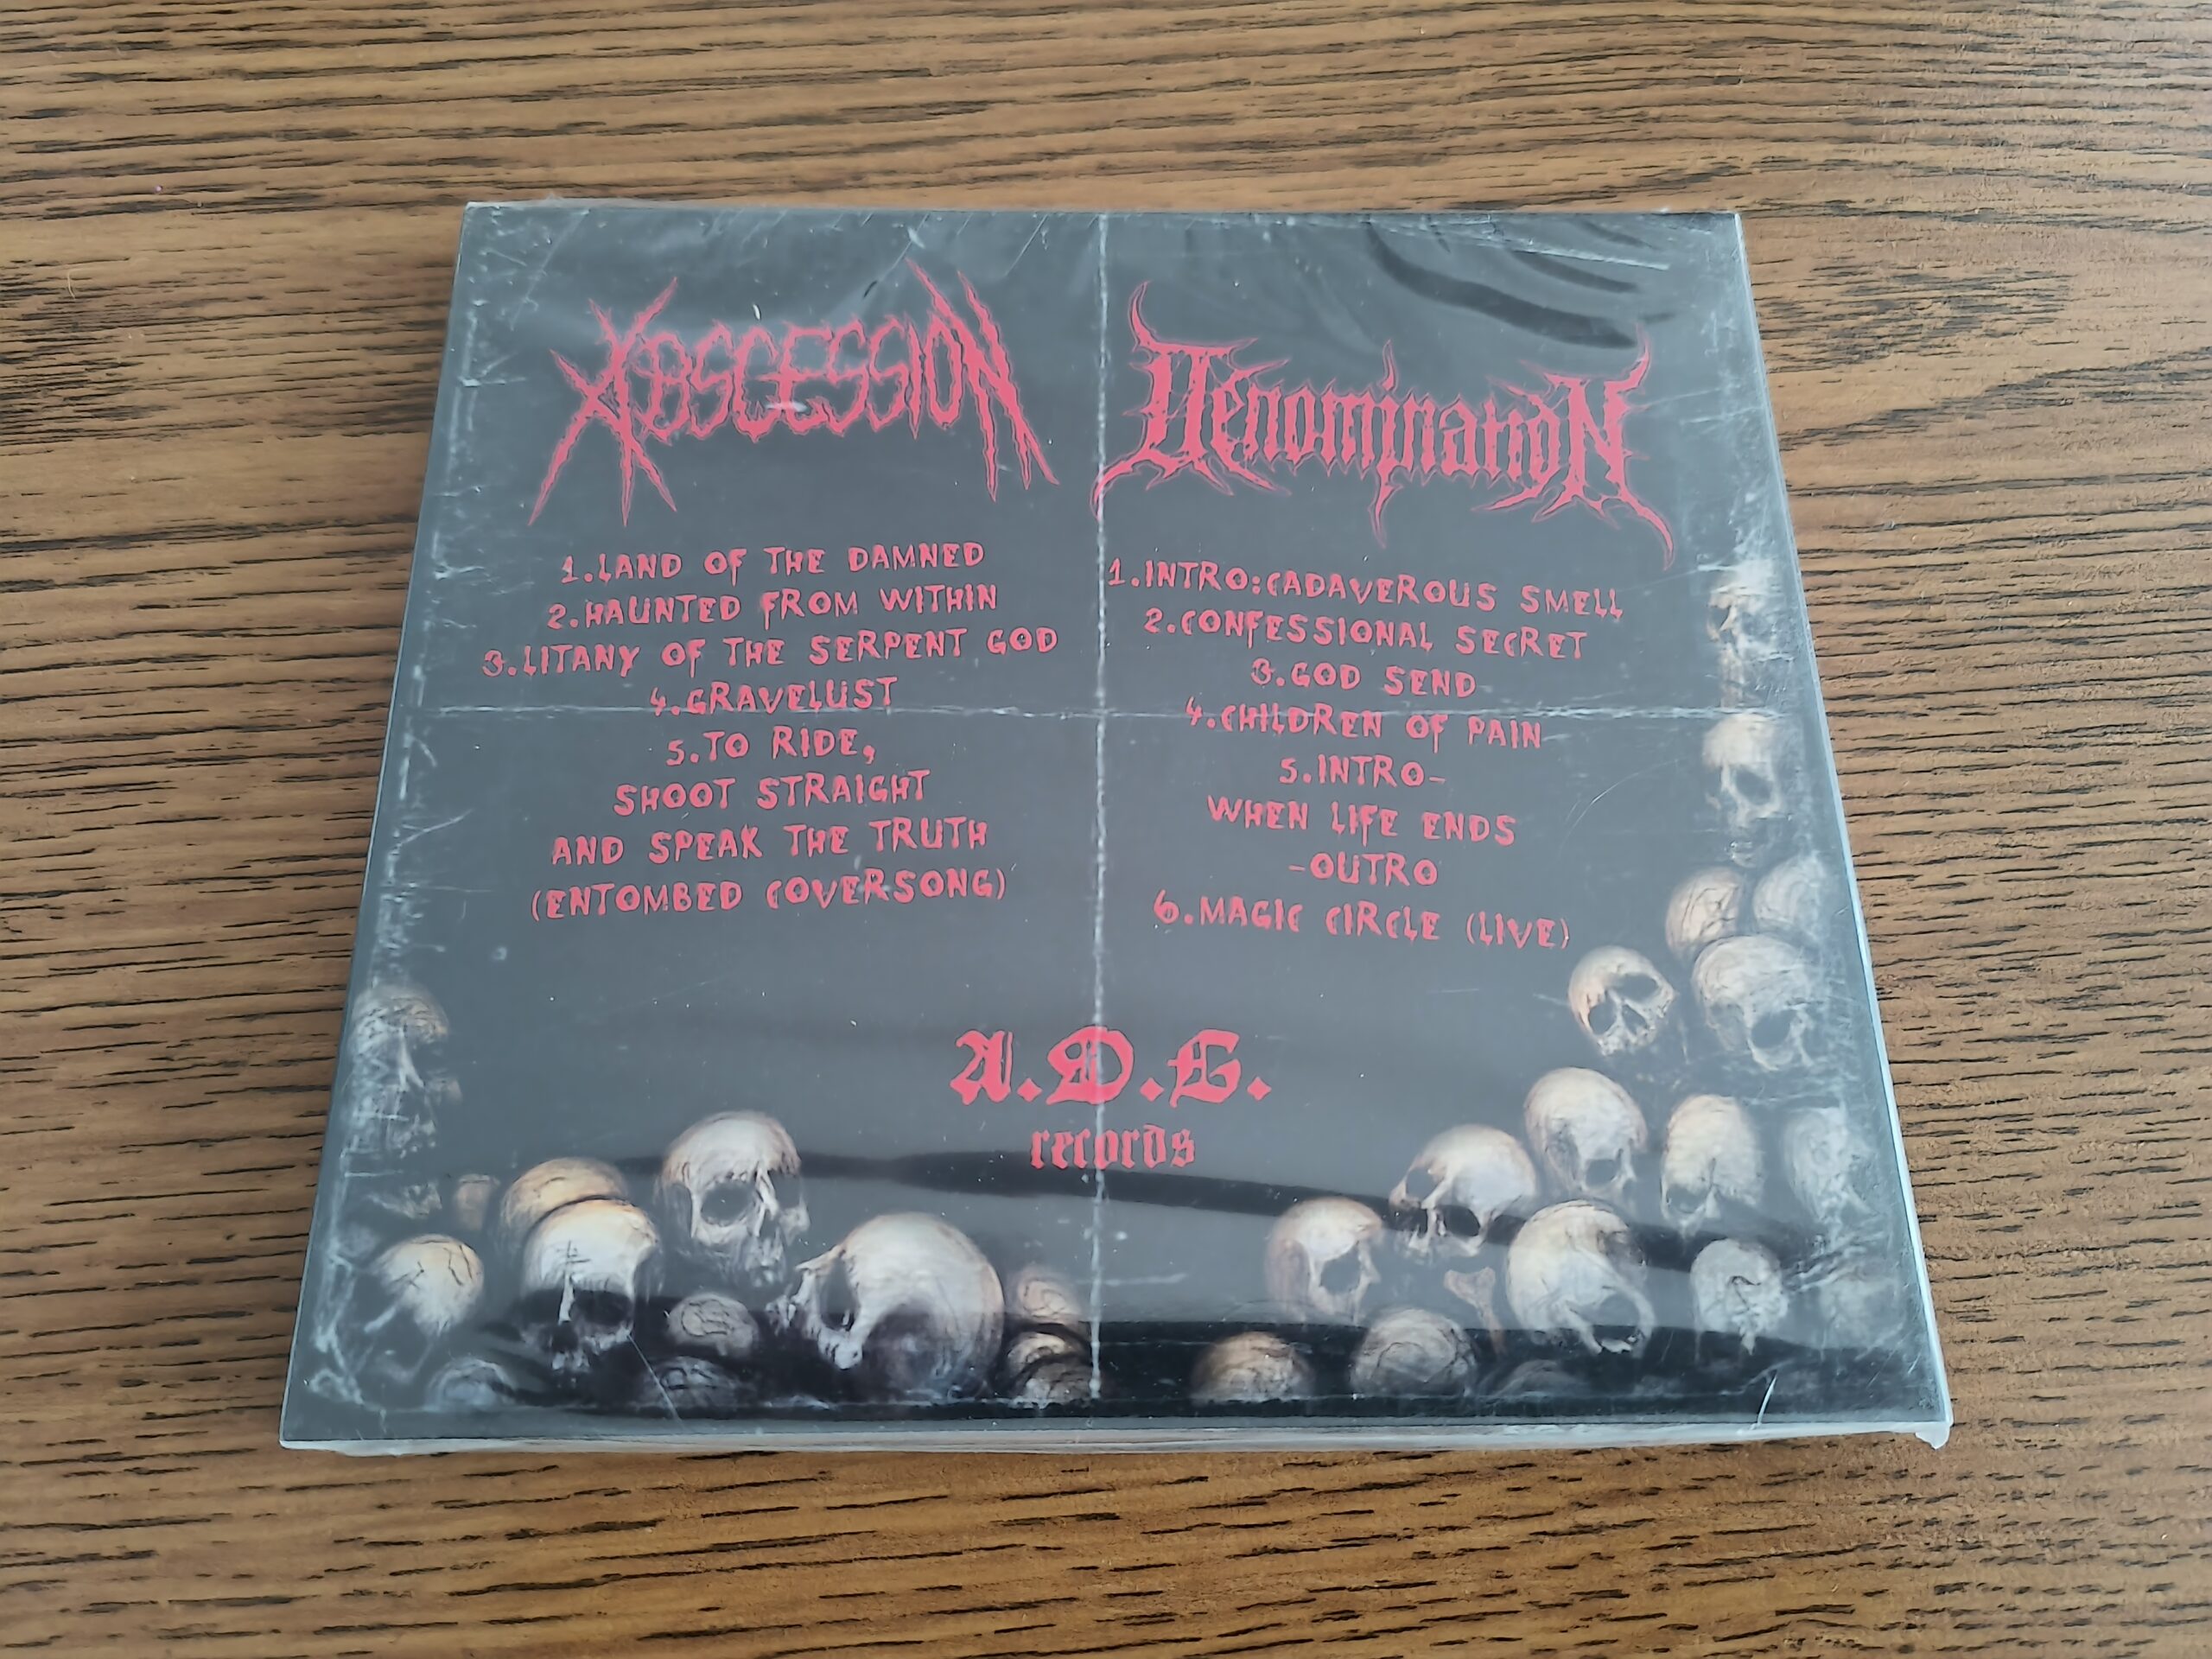 ABSCESSION
1.LAND OF THE DAMNED
2.HAUNTED FROM WITHIN
3.LITANY OF THE SERPENT GOD
4.GRAVELUST
5.TO RIDE,
SHOOT STRAIGHT
AND SPEAK THE TRUTH
(ENTOMBED COVERSONG)
DENOMINATION
1.INTRO:CADAVEROUS SMELL
2.CONFESSIONAL SECRET
3.GOD SEND
4.CHILDREN OF PAIN
5.INTRO-
WHEN LIFE ENDS
-OUTRO
6.MAGIC CIRCLE (LIVE)
A.D.G.
records